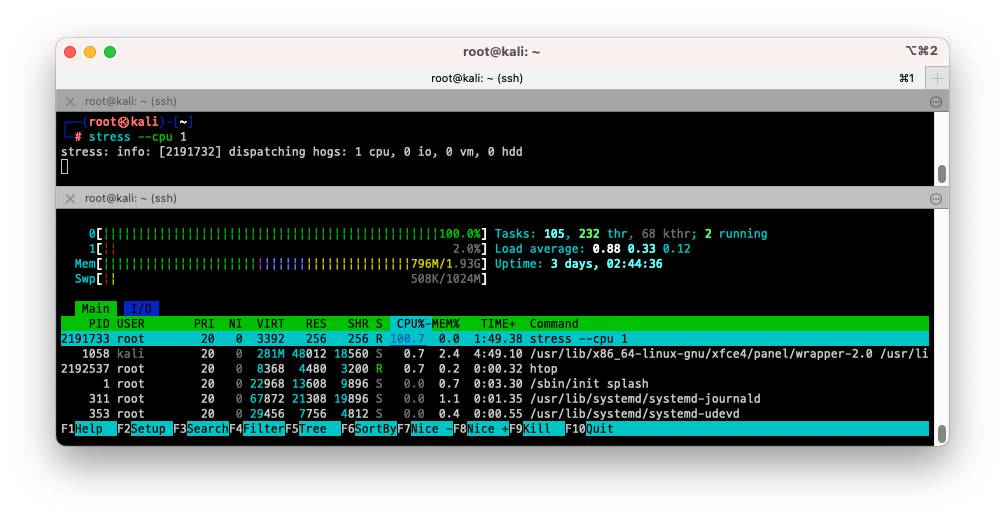 root@kali: ~
⌥⌘2
root@kali: ~ (ssh)
⌘1
root@kali: ~ (ssh)
┌──(root㉿kali)-[~]
└─# stress --cpu 1
stress: info: [2191732] dispatching hogs: 1 cpu, 0 io, 0 vm, 0 hdd
root@kali: ~ (ssh)
0[||||||||||||||||||||||||||||||||||||||||||||||||100.0%] Tasks: 105, 232 thr, 68 kthr; 2 running
1[|| 2.0%] Load average: 0.88 0.33 0.12
Mem[||||||||||||||||||||||||||||||||||||||||||||796M/1.93G] Uptime: 3 days, 02:44:36
Swp[|| 508K/1024M]
Main I/O
PID USER PRI NI VIRT RES SHR S CPU%-MEM% TIME+ Command
2191733 root 20 0 3392 256 256 R 100.7 0.0 1:49.38 stress --cpu 1
1058 kali 20 0 281M 48012 18560 S 0.7 2.4 4:49.10 /usr/lib/x86_64-linux-gnu/xfce4/panel/wrapper-2.0 /usr/li
2192537 root 20 0 8368 4480 3200 R 0.7 0.2 0:00.32 htop
1 root 20 0 22968 13608 9896 S 0.0 0.7 0:03.30 /sbin/init splash
311 root 20 0 67872 21308 19896 S 0.0 1.1 0:01.35 /usr/lib/systemd/systemd-journald
353 root 20 0 29456 7756 4812 S 0.0 0.4 0:00.55 /usr/lib/systemd/systemd-udevd
F1Help F2Setup F3SearchF4FilterF5Tree F6SortByF7Nice -F8Nice +F9Kill F10Quit